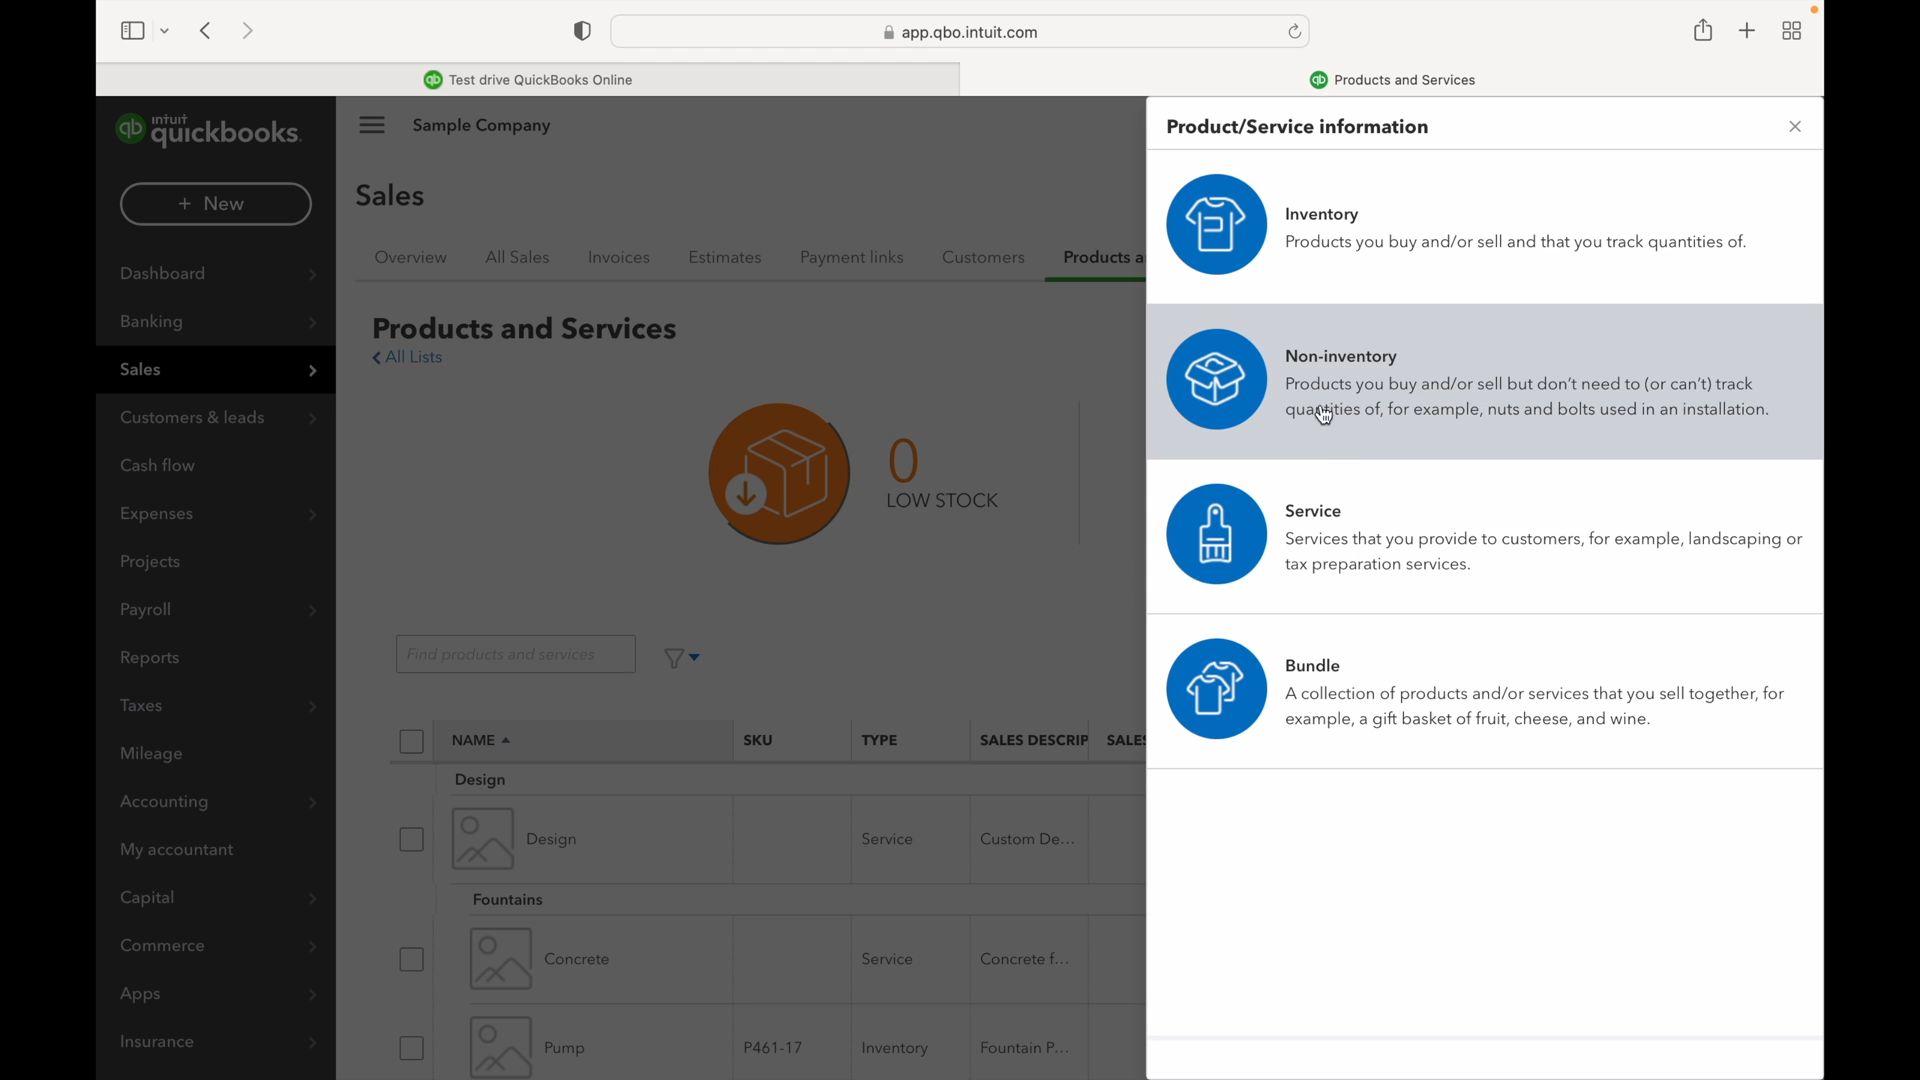 app.qbo.intuit.com
qb Test drive QuickBooks Online
qb Products and Services
qb intuit quickbooks.
+ New
Dashboard
Banking
Sales
Customers & leads
Cash flow
Expenses
Projects
Payroll
Reports
Taxes
Mileage
Accounting
My accountant
Capital
Commerce
Apps
Insurance
Sample Company
Sales
Overview All Sales Invoices Estimates Payment links Customers Products a
Products and Services
All Lists
0
LOW STOCK
Find products and services
NAME SKU TYPE SALES DESCRIP SALES
Design
Design Service Custom De...
Fountains
Concrete Service Concrete f...
Pump P461-17 Inventory Fountain P...
Product/Service information
Inventory
Products you buy and/or sell and that you track quantities of.
Non-inventory
Products you buy and/or sell but don't need to (or can't) track
quantities of, for example, nuts and bolts used in an installation.
Service
Services that you provide to customers, for example, landscaping or
tax preparation services.
Bundle
A collection of products and/or services that you sell together, for
example, a gift basket of fruit, cheese, and wine.